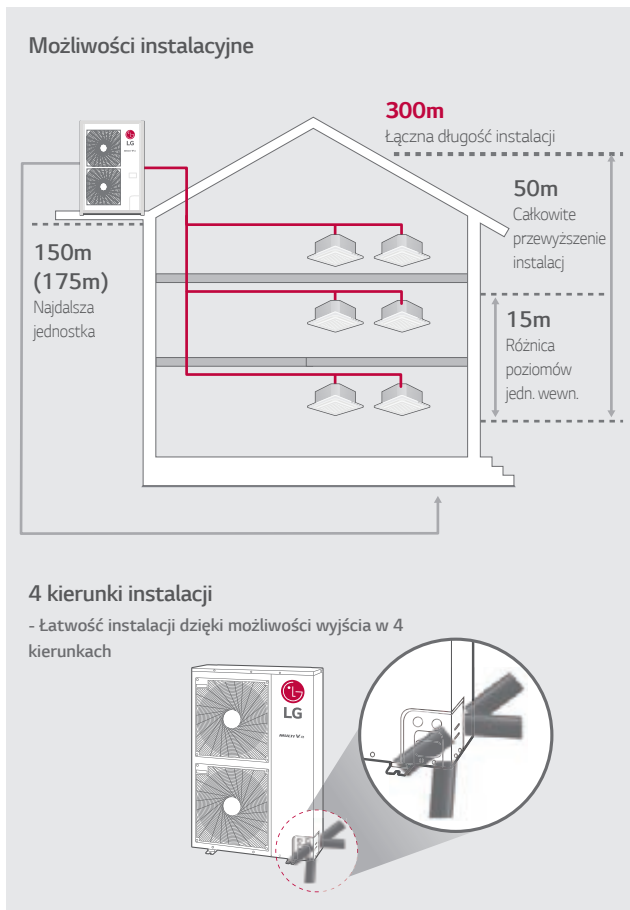 Możliwości instalacyjne
300m
Łączna długość instalacji
LG
50m
Całkowite
przewyższenie
instalacj
150m
(175m)
Najdalsza
jednostka
15m
Różnica
poziomów
jedn. wewn.
4 kierunki instalacji
- Łatwość instalacji dzięki możliwości wyjścia w 4
kierunkach
LG
MULTI V